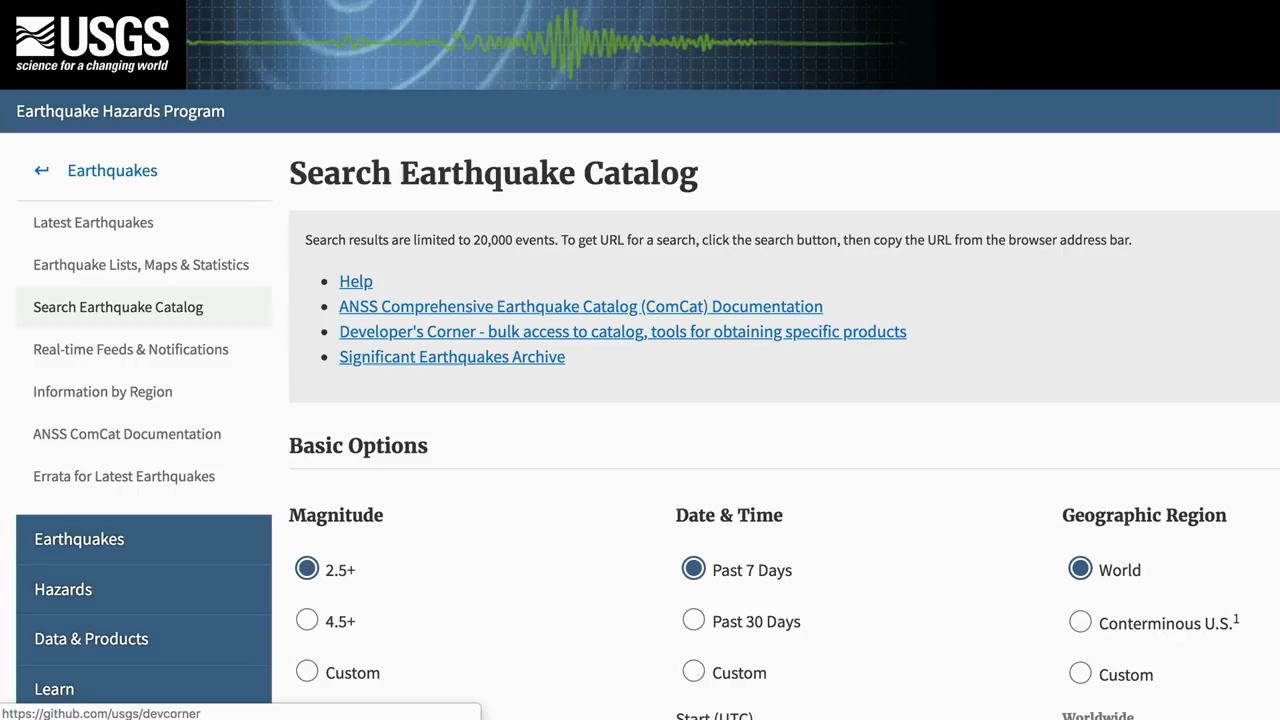 USGS
science for a changing world
Earthquake Hazards Program
Earthquakes
Latest Earthquakes
Earthquake Lists, Maps & Statistics
Search Earthquake Catalog
Real-time Feeds & Notifications
Information by Region
ANSS ComCat Documentation
Errata for Latest Earthquakes
Earthquakes
Hazards
Data & Products
Learn
Search Earthquake Catalog
Search results are limited to 20,000 events. To get URL for a search, click the search button, then copy the URL from the browser address bar.
Help
ANSS Comprehensive Earthquake Catalog (ComCat) Documentation
Developer's Corner - bulk access to catalog, tools for obtaining specific products
Significant Earthquakes Archive
Basic Options
Magnitude
2.5+
4.5+
Custom
Date & Time
Past 7 Days
Past 30 Days
Custom
Start (UTC)
Geographic Region
World
Conterminous U.S.1
Custom
Worldwide
https://github.com/usgs/devcorner